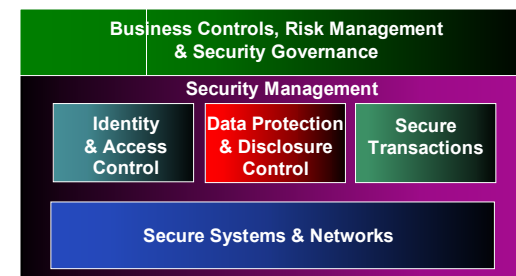 Business Controls, Risk Management
& Security Governance
Security Management
Identity
& Access
Control
Data Protection
& Disclosure
Control
Secure
Transactions
Secure Systems & Networks